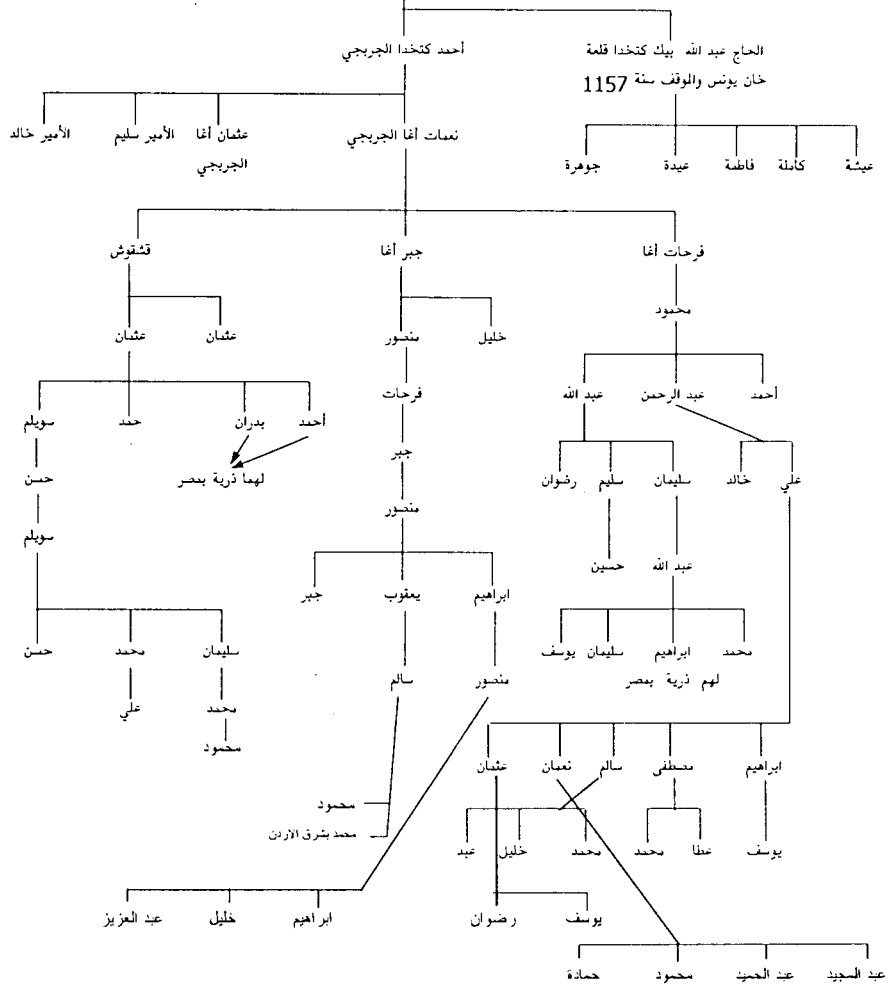 الحاج عبد الله بيك كتخدا قلعة
خان يونس والموقف سنة 1157
أحمد كتخدا الجربجي
عيشة كاملة فاطمة عيدة جوهرة
نعمات أغا الجربجي
عثمان أغا
الجربجي
الأمير سليم
الأمير خالد
فرحات أغا
جبر أغا
قشقوش
محمود
خليل
منصور
عثمان
عثمان
أحمد
عبد الرحمن
عبد الله
فرحات
أحمد
بدران
حمد
سويلم
لهما ذرية بمصر
علي
خالد
سليمان
سليم
رضوان
جبر
حسن
منصور
سويلم
عبد الله
حسين
ابراهيم
يعقوب
جبر
محمد
ابراهيم
سليمان
يوسف
لهم ذرية بمصر
سليمان
محمد
حسن
منصور
سالم
محمد
علي
محمود
ابراهيم
مصطفى
سالم
نعمان
عثمان
محمود
محمد بشرق الاردن
يوسف
عطا
محمد
محمد
خليل
عبد
يوسف
رضوان
ابراهيم
خليل
عبد العزيز
عبد المجيد
عبد الحميد
محمود
حمادة